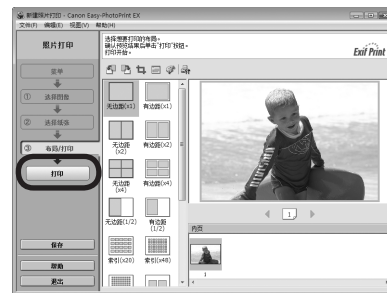 新建照片打印 - Canon Easy-PhotoPrint EX
文件(F) 编辑(E) 视图(V) 帮助(H)
照片打印
选择想要打印的布局。
确认预览结果后单击“打印”按钮。
打印开始。
Exif Print
菜单
① 选择图像
② 选择纸张
③ 布局/打印
打印
保存
帮助
退出
无边距(x1) 有边距(x1)
无边距(x2) 有边距(x2)
无边距(x4) 有边距(x4)
无边距(1/2) 有边距(1/2)
索引(x20) 索引(x48)
1
内页
1